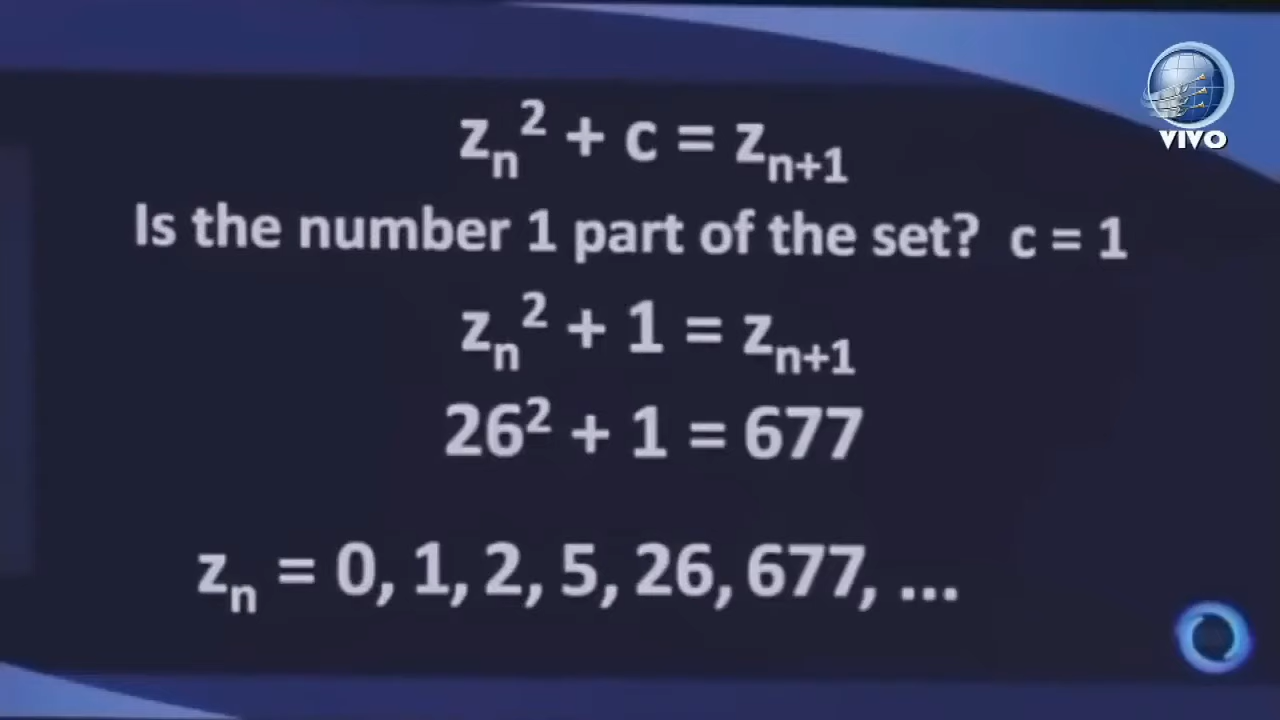 VIVO
zₙ² + c = zₙ₊₁
Is the number 1 part of the set? c = 1
zₙ² + 1 = zₙ₊₁
26² + 1 = 677
zₙ = 0, 1, 2, 5, 26, 677, ...